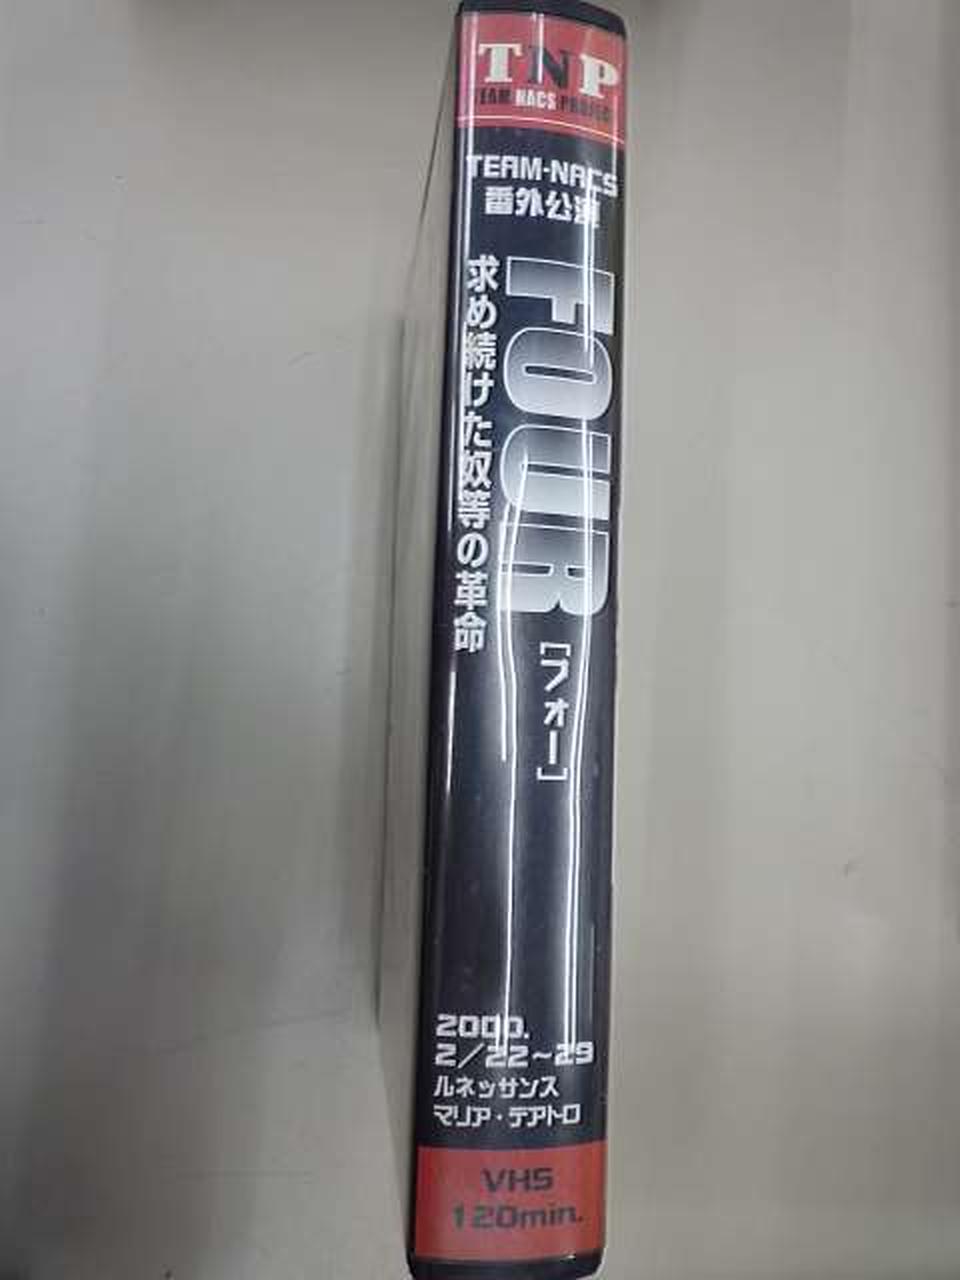 TNP
TEAM NACS PROJECT
TEAM-NACS
番外公演
FOUR
[フォー]
求め続けた奴等の革命
2000.
2/22~29
ルネッサンス
マリア・テアトロ
VHS
120min.